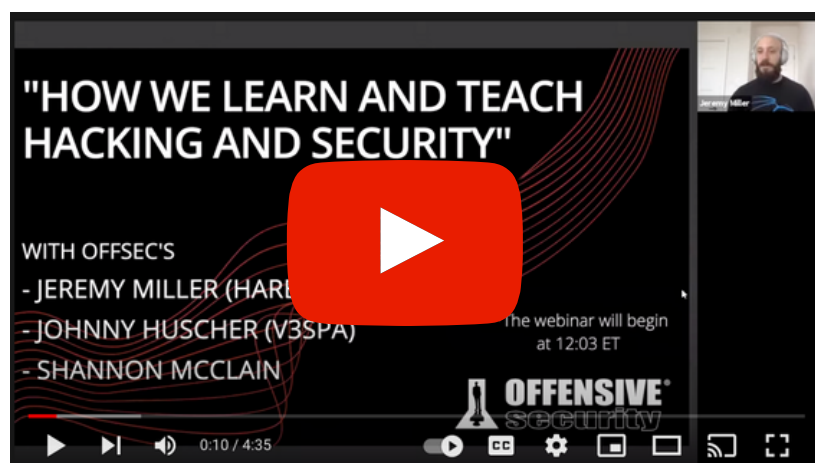 "HOW WE LEARN AND TEACH
HACKING AND SECURITY"
Jeremy Miller
WITH OFFSEC'S
- JEREMY MILLER (HARB
- JOHNNY HUSCHER (V3SPA)
- SHANNON MCCLAIN
The webinar will begin
at 12:03 ET
OFFENSIVE®
security
0:10 / 4:35
CC